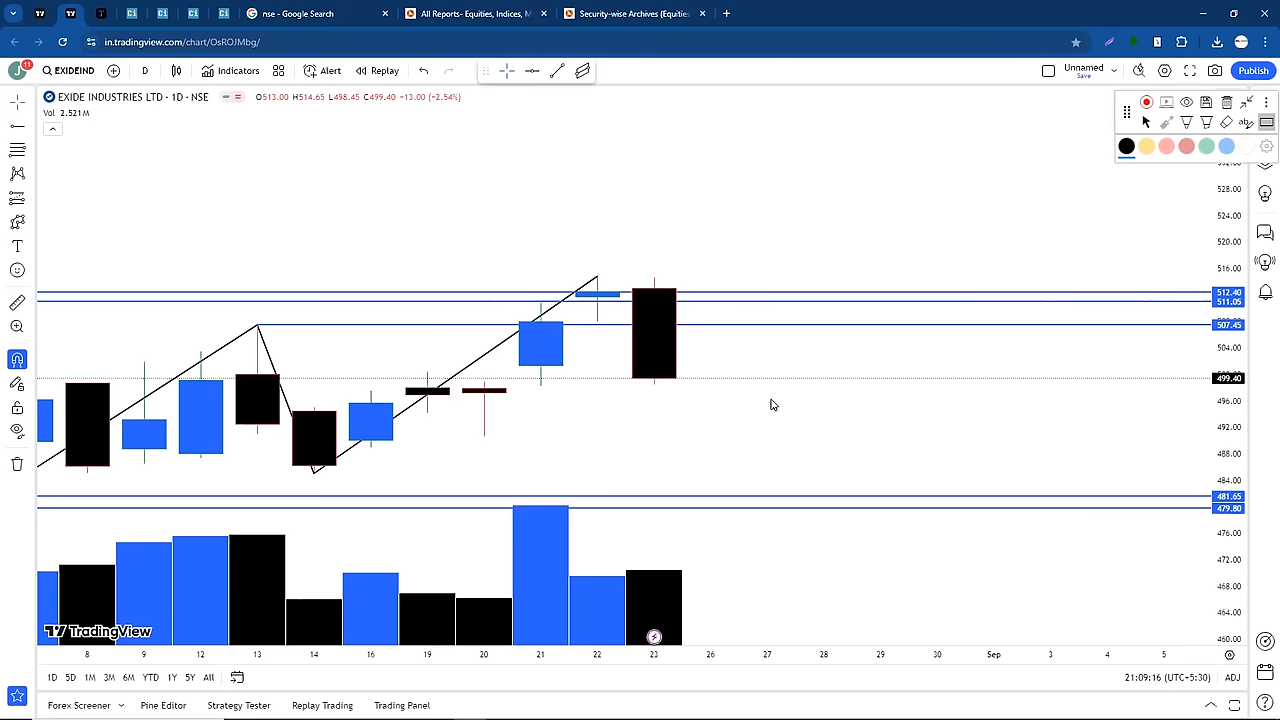 nse - Google Search
All Reports- Equities, Indices, M
Security-wise Archives (Equities
in.tradingview.com/chart/OsROJMbg/
J 11 EXIDEIND D Indicators Alert Replay Unnamed Save Publish
EXIDE INDUSTRIES LTD · 1D · NSE O513.00 H514.65 L498.45 C499.40 −13.00 (−2.54%)
Vol 2.521M
528.00
524.00
520.00
516.00
512.40
511.05
507.45
504.00
499.40
496.00
492.00
488.00
484.00
481.65
479.80
476.00
472.00
468.00
464.00
460.00
TradingView
8 9 12 13 14 16 19 20 21 22 23 26 27 28 29 30 Sep 3 4 5
1D 5D 1M 3M 6M YTD 1Y 5Y All 21:09:16 (UTC+5:30) ADJ
Forex Screener Pine Editor Strategy Tester Replay Trading Trading Panel